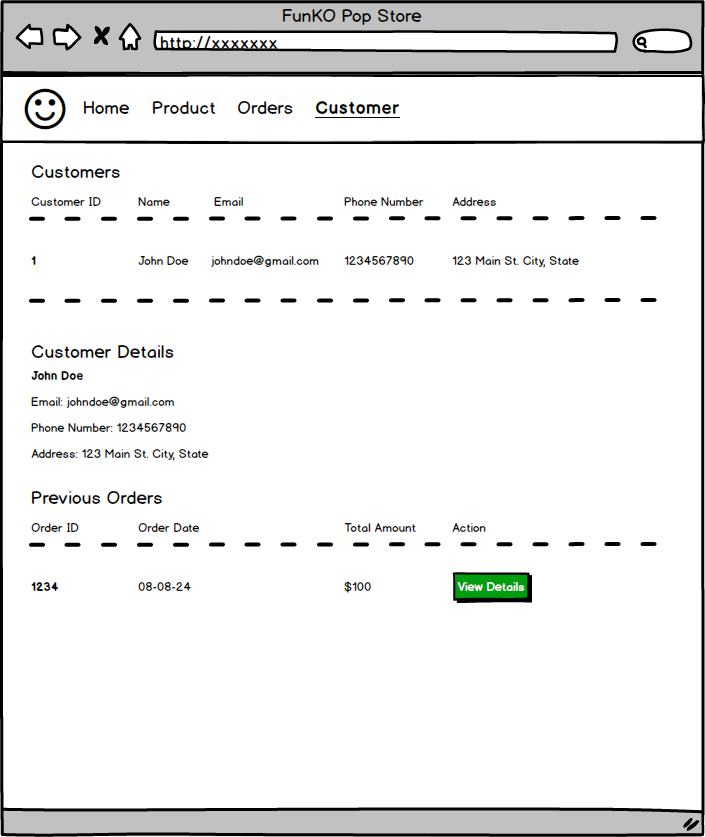 FunKO Pop Store
http://xxxxxxx
Home Product Orders Customer
Customers
Customer ID Name Email Phone Number Address
1 John Doe johndoe@gmail.com 1234567890 123 Main St. City, State
Customer Details
John Doe
Email: johndoe@gmail.com
Phone Number: 1234567890
Address: 123 Main St. City, State
Previous Orders
Order ID Order Date Total Amount Action
1234 08-08-24 $100 View Details